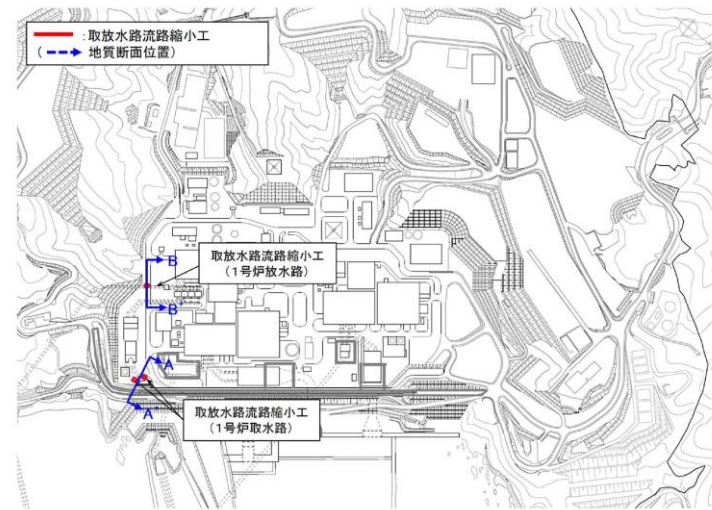 :取放水路流路縮小工
( :地質断面位置)
B
取放水路流路縮小工
(1号炉放水路)
B'
A
取放水路流路縮小工
(1号炉取水路)
A'